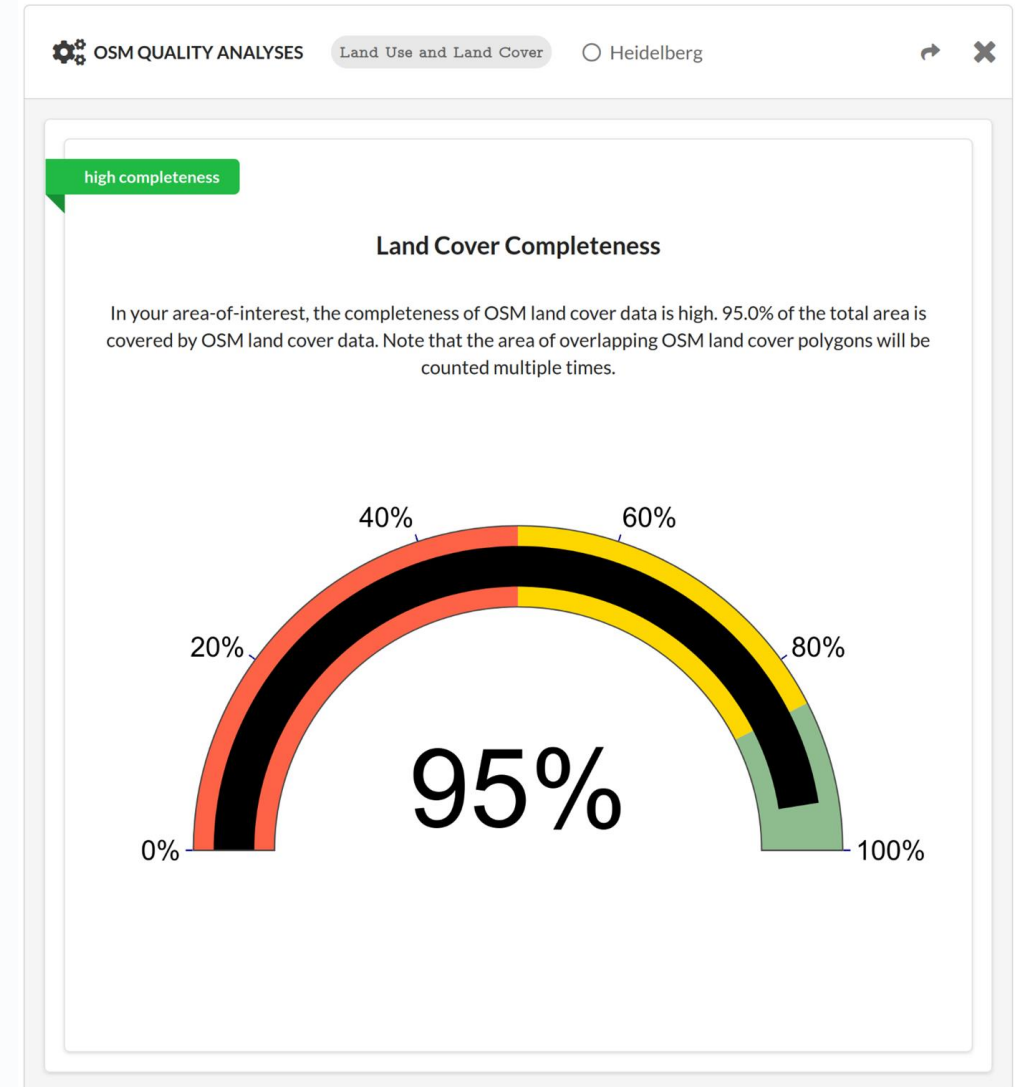 OSM QUALITY ANALYSES Land Use and Land Cover Heidelberg
high completeness
Land Cover Completeness
In your area-of-interest, the completeness of OSM land cover data is high. 95.0% of the total area is
covered by OSM land cover data. Note that the area of overlapping OSM land cover polygons will be
counted multiple times.
40% 60%
20% 80%
95%
0% 100%